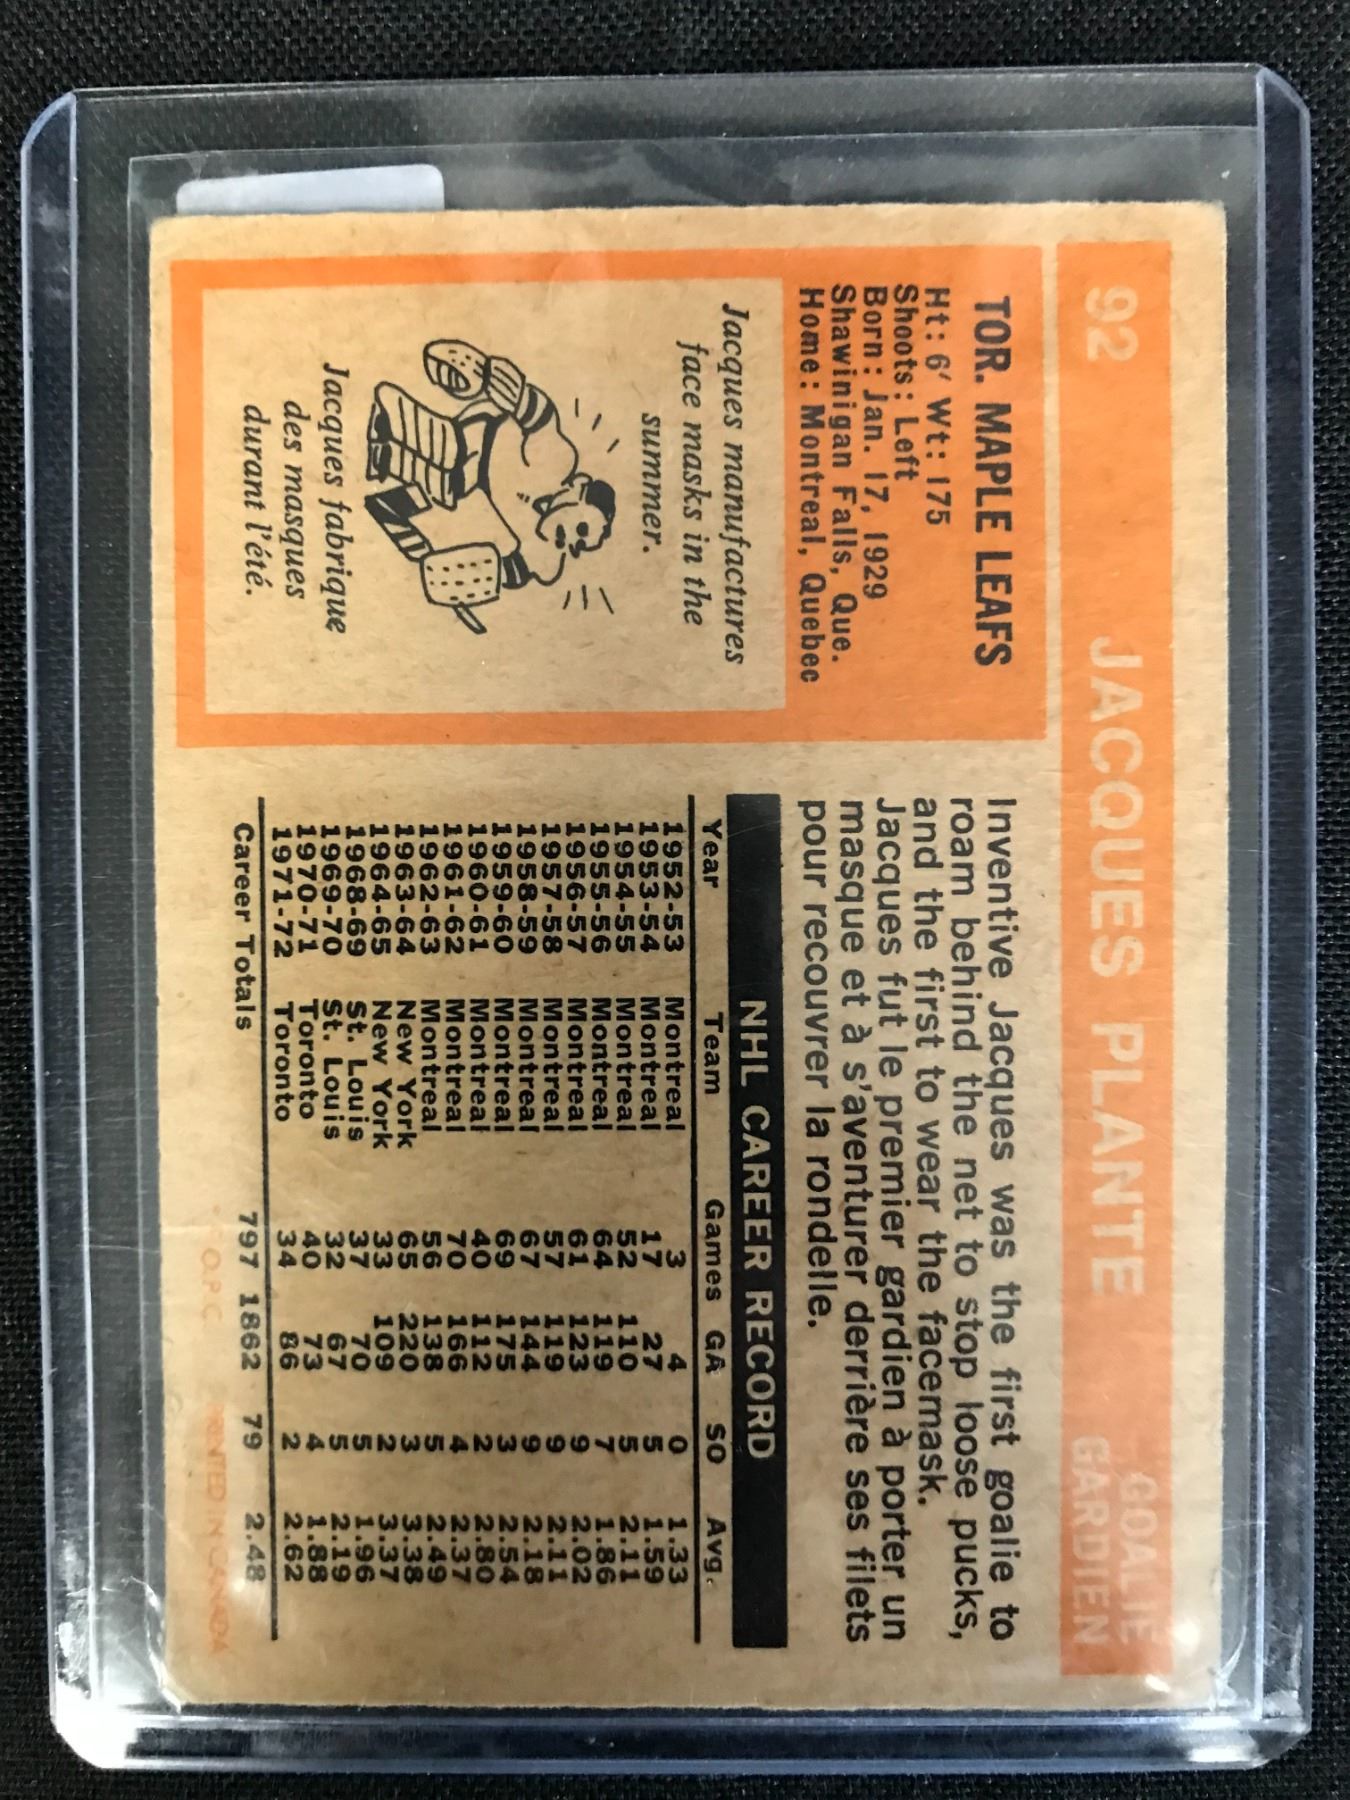 92 JACQUES PLANTE GOALIE
GARDIEN
TOR. MAPLE LEAFS
Ht: 6' Wt: 175
Shoots: Left
Born: Jan. 17, 1929
Shawinigan Falls, Que.
Home: Montreal, Quebec
Jacques manufactures
face masks in the
summer.
Jacques fabrique
des masques
durant l'été.
Inventive Jacques was the first goalie to
roam behind the net to stop loose pucks,
and the first to wear the facemask.
Jacques fut le premier gardien à porter un
masque et à s'aventurer derrière ses filets
pour recouvrer la rondelle.
NHL CAREER RECORD
Year Team Games GA SO Avg.
1952-53 Montreal 3 4 0 1.33
1953-54 Montreal 17 27 5 1.59
1954-55 Montreal 52 110 5 2.11
1955-56 Montreal 64 119 7 1.86
1956-57 Montreal 61 123 9 2.02
1957-58 Montreal 57 119 9 2.11
1958-59 Montreal 67 144 9 2.18
1959-60 Montreal 69 175 3 2.54
1960-61 Montreal 40 112 2 2.80
1961-62 Montreal 70 166 4 2.37
1962-63 Montreal 56 138 5 2.49
1963-64 New York 65 220 3 3.38
1964-65 New York 33 109 2 3.37
1968-69 St. Louis 37 70 5 1.96
1969-70 St. Louis 32 67 5 2.19
1970-71 Toronto 40 73 4 1.88
1971-72 Toronto 34 86 2 2.62
Career Totals 797 1862 79 2.48
O.P.C. PRINTED IN CANADA